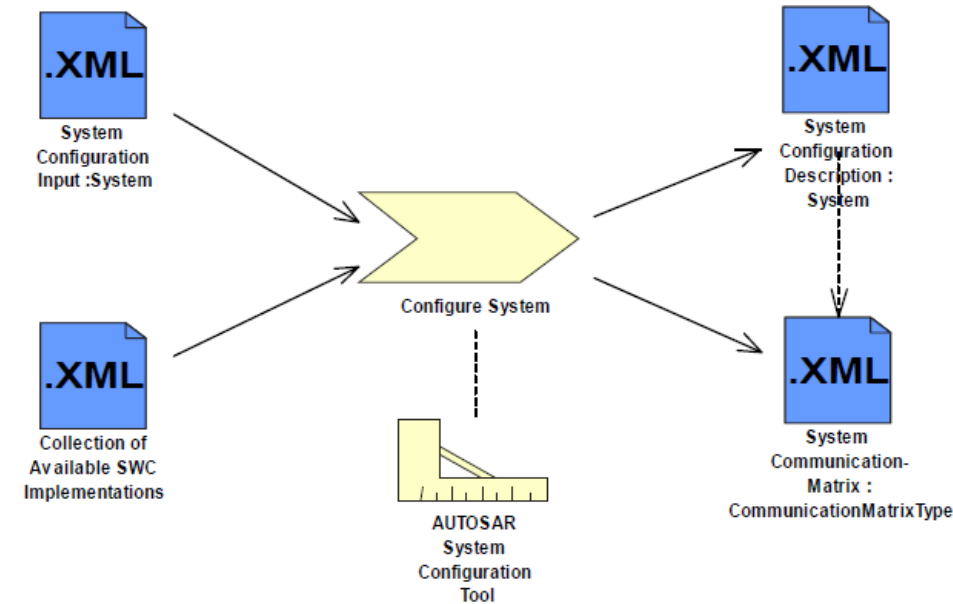 .XML
System
Configuration
Input :System
.XML
System
Configuration
Description :
System
Configure System
.XML
Collection of
Available SWC
Implementations
AUTOSAR
System
Configuration
Tool
.XML
System
Communication-
Matrix :
CommunicationMatrixType